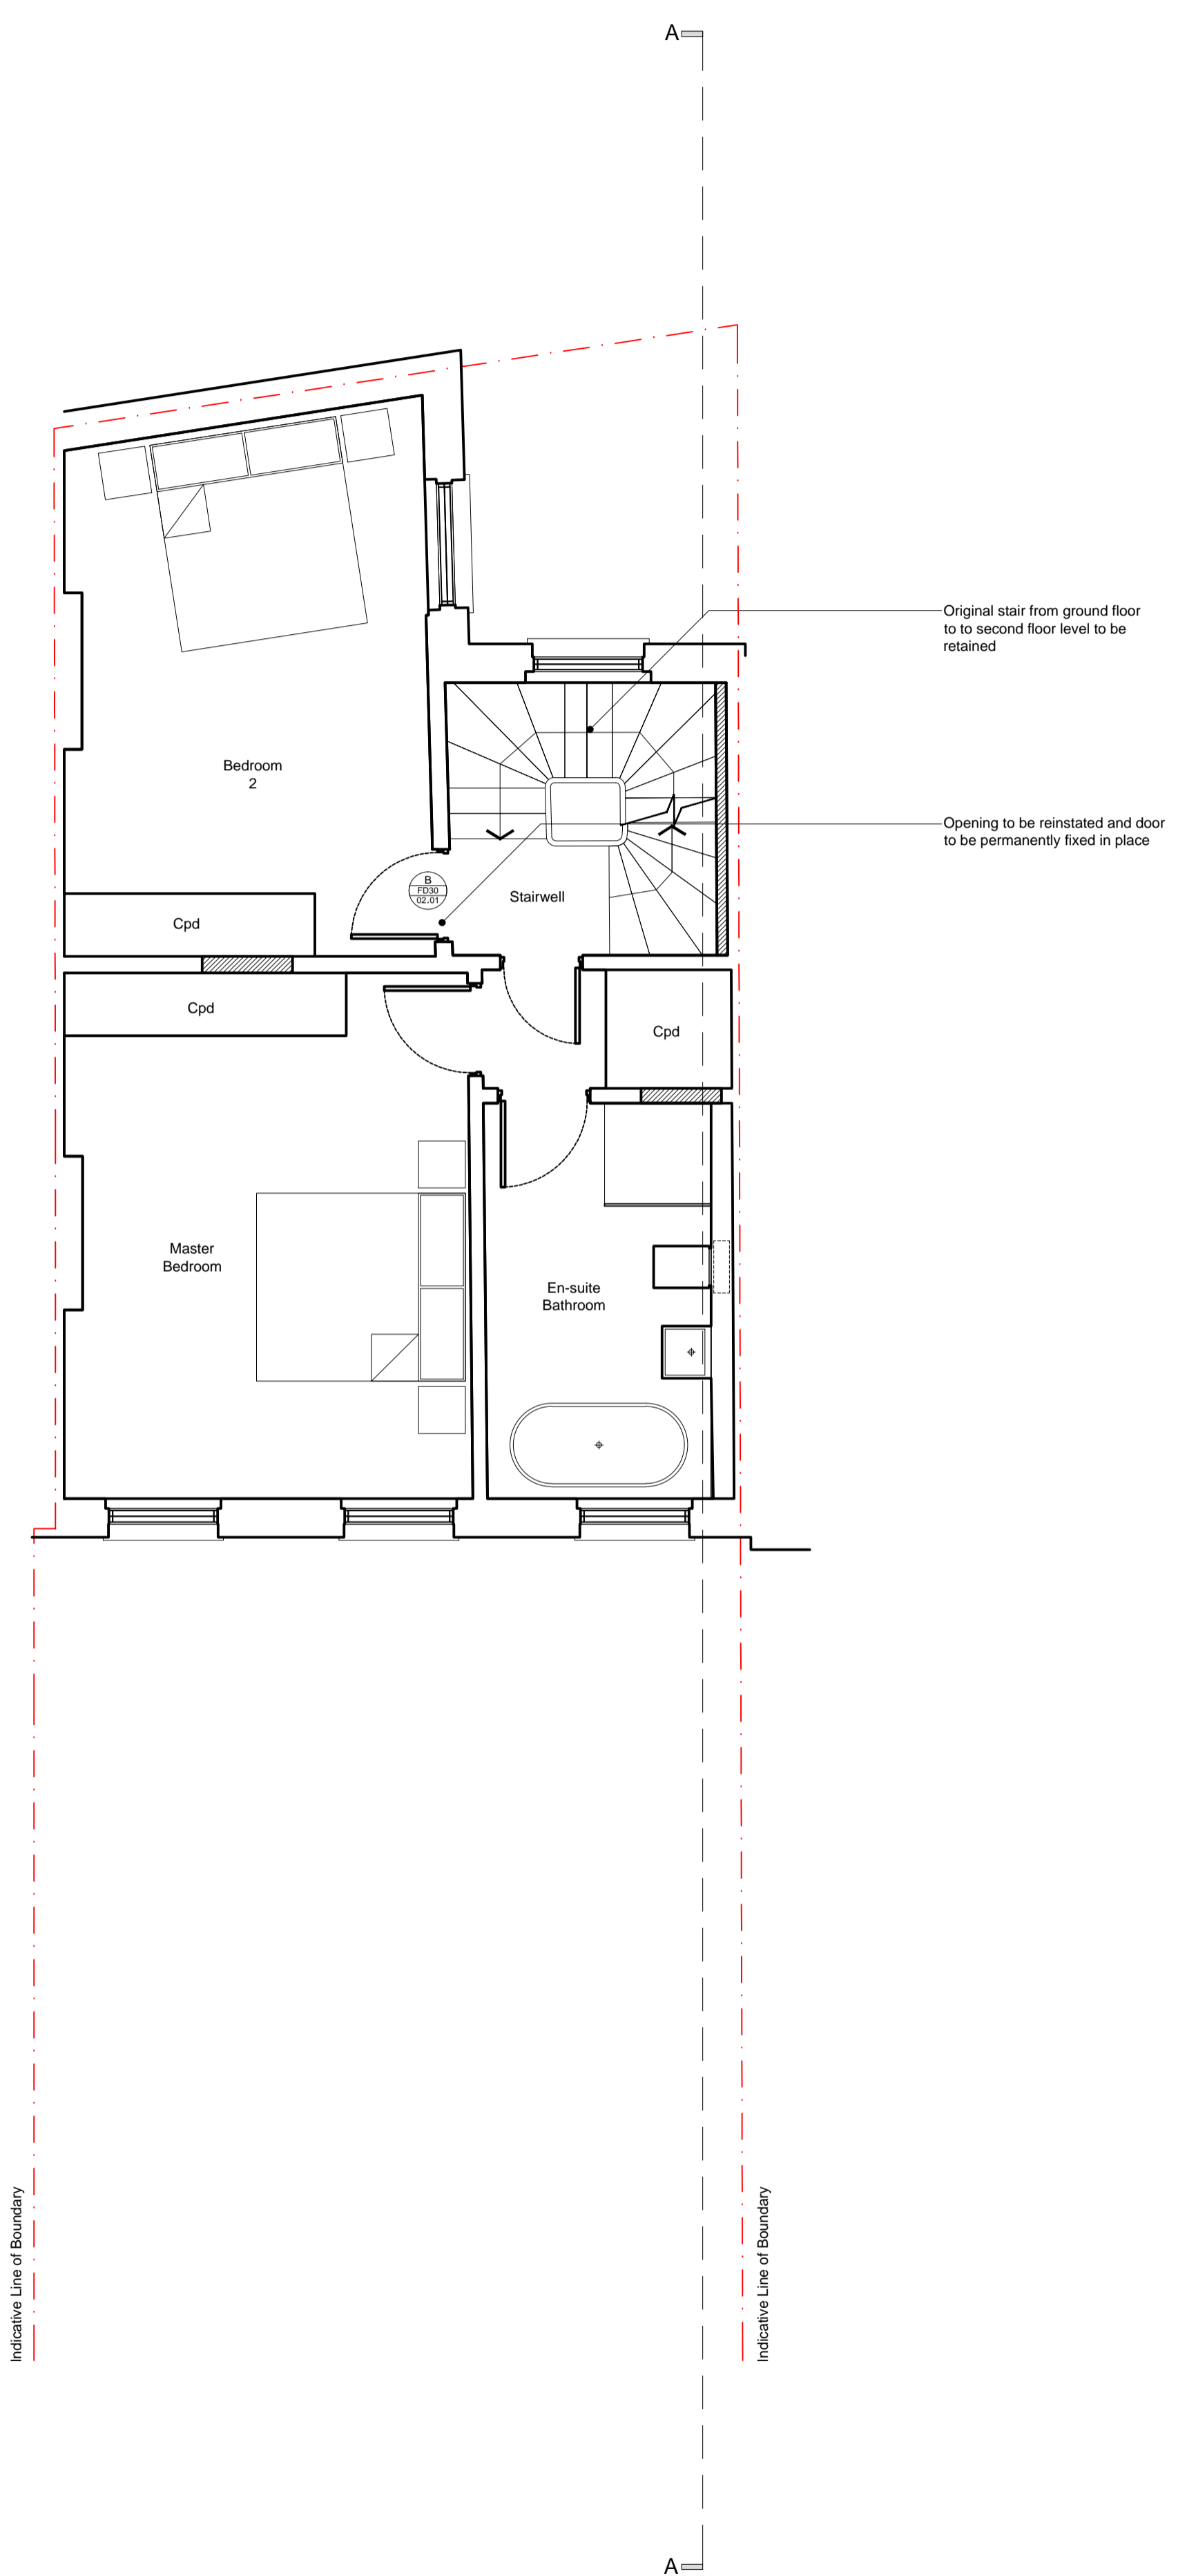 A
Original stair from ground floor
to to second floor level to be
retained
Bedroom
2
Opening to be reinstated and door
to be permanently fixed in place
B
FD30
02.01
Stairwell
Cpd
Cpd
Cpd
Master
Bedroom
En-suite
Bathroom
Indicative Line of Boundary
Indicative Line of Boundary
A